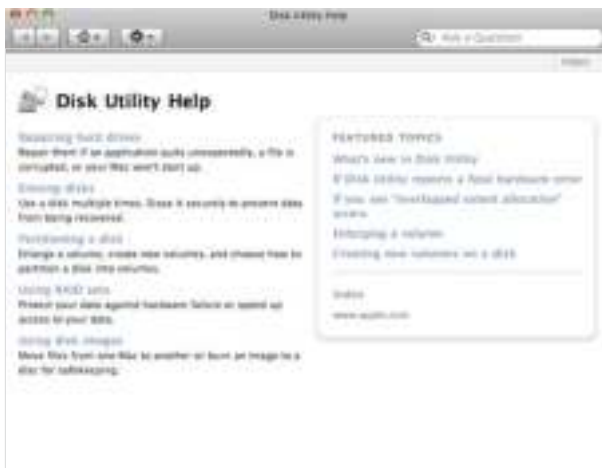 Disk Utility Help
Ask a Question
Index
Disk Utility Help
Repairing hard drives
Repair them if an application quits unexpectedly, a file is
corrupted, or your Mac won't start up.
Erasing disks
Use a disk multiple times. Erase it securely to prevent data
from being recovered.
Partitioning a disk
Enlarge a volume, create new volumes, and choose how to
partition a disk into volumes.
Using RAID sets
Protect your data against hardware failure or speed up
access to your data.
Using disk images
Move files from one Mac to another or burn an image to a
disc for safekeeping.
FEATURED TOPICS
What's new in Disk Utility
If Disk Utility reports a fatal hardware error
If you see "overlapped extent allocation"
errors
Enlarging a volume
Creating new volumes on a disk
Index
www.apple.com